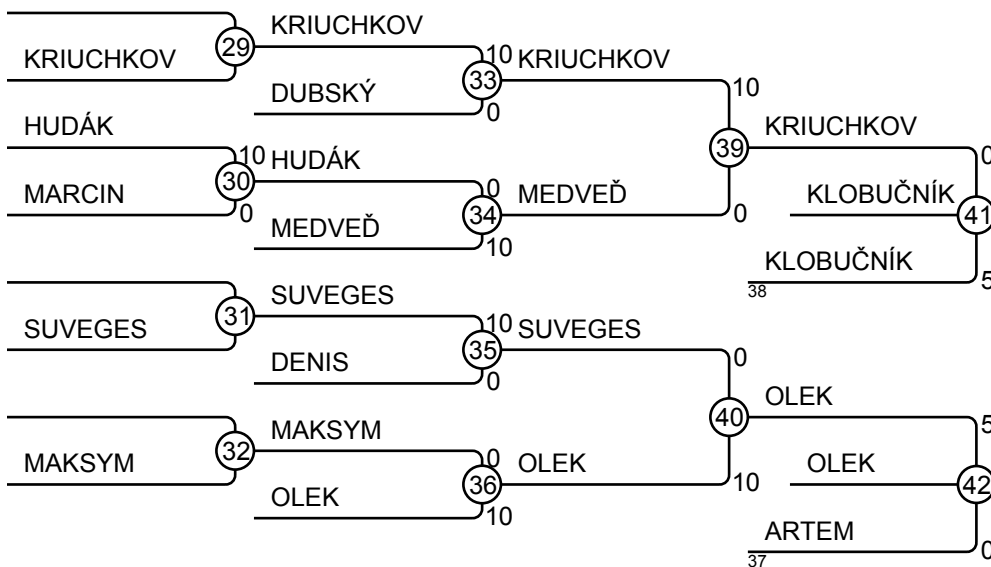 KRIUCHKOV
29
KRIUCHKOV
10
33
0
DUBSKÝ
KRIUCHKOV
HUDÁK
10
30
0
MARCIN
HUDÁK
0
34
10
MEDVEĎ
MEDVEĎ
10
39
0
KRIUCHKOV
0
KLOBUČNÍK
41
KLOBUČNÍK
38
5
SUVEGES
31
SUVEGES
10
35
0
DENIS
SUVEGES
MAKSYM
32
MAKSYM
0
36
10
OLEK
OLEK
0
40
10
OLEK
5
OLEK
42
ARTEM
37
0